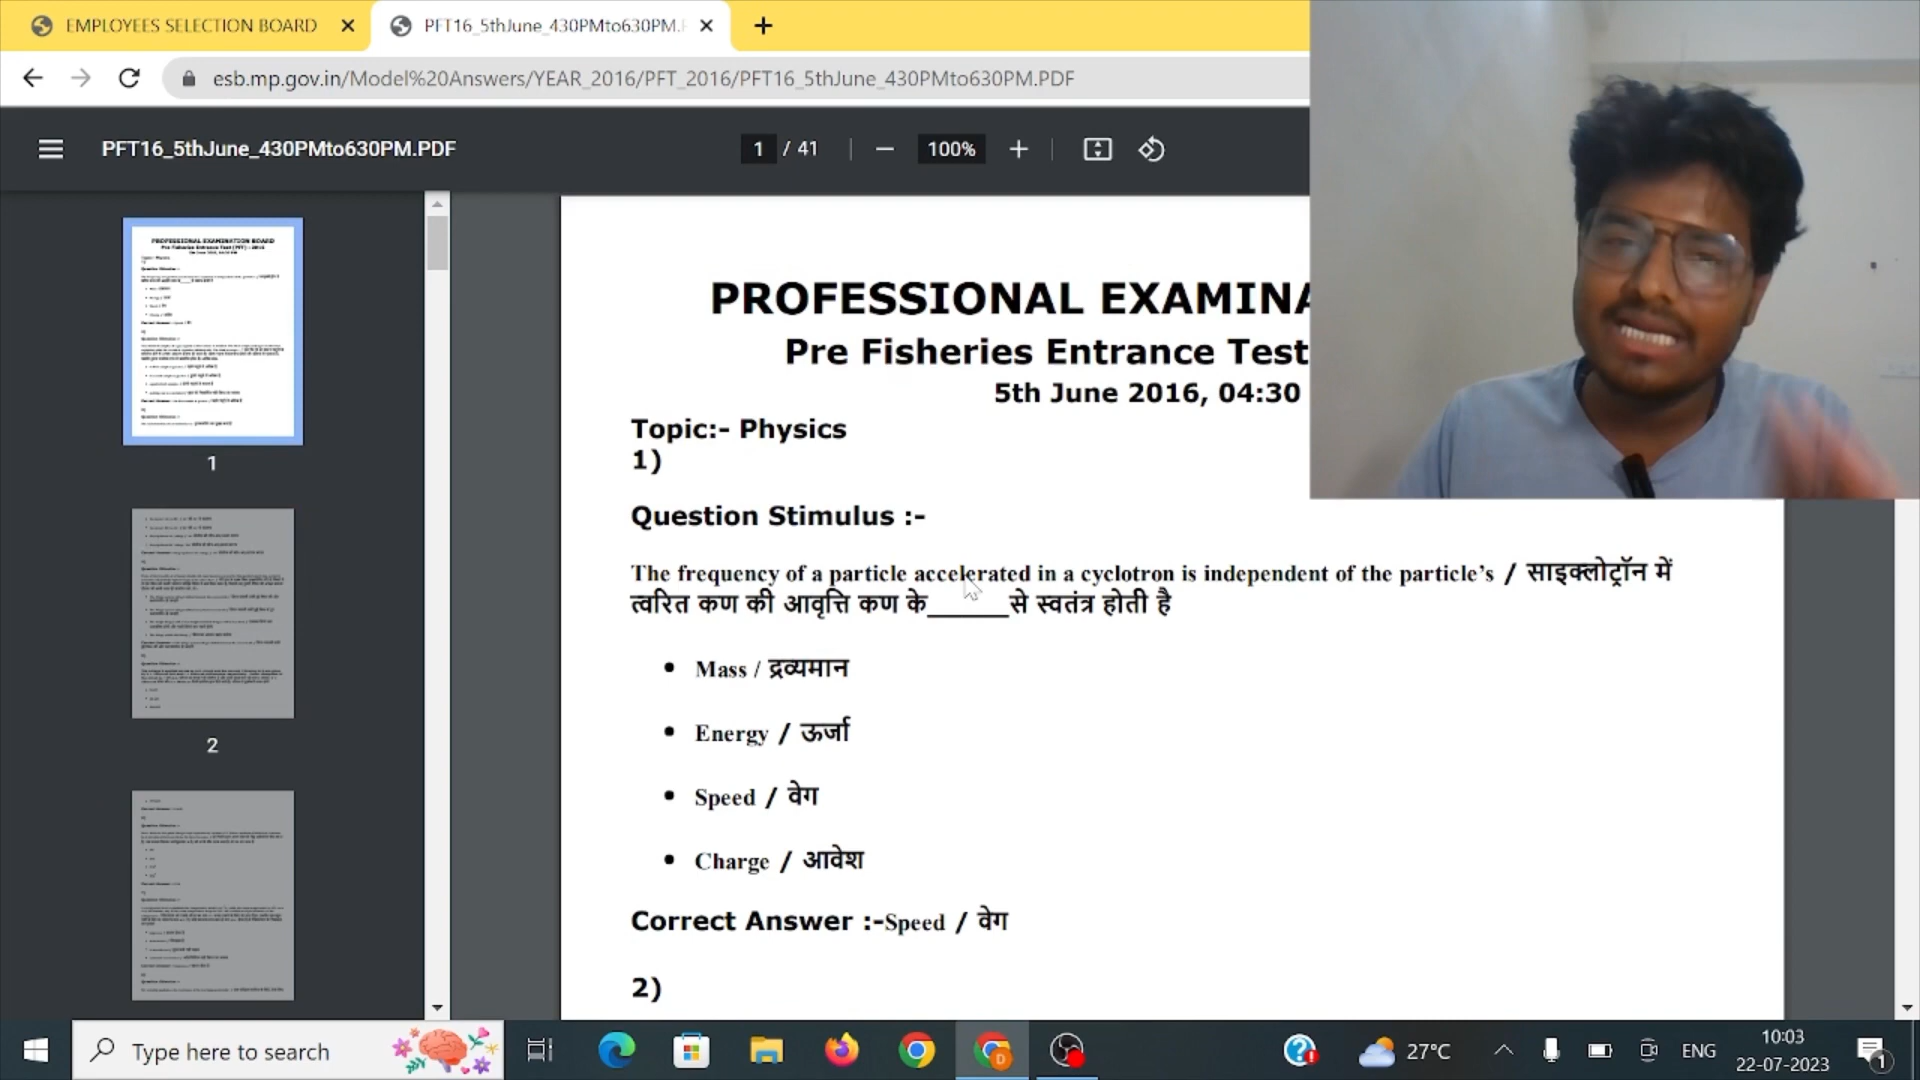 EMPLOYEES SELECTION BOARD
PFT16_5thJune_430PMto630PM.
esb.mp.gov.in/Model%20Answers/YEAR_2016/PFT_2016/PFT16_5thJune_430PMto630PM.PDF
PFT16_5thJune_430PMto630PM.PDF
1 / 41
100%
1
2
PROFESSIONAL EXAMINA
Pre Fisheries Entrance Test
5th June 2016, 04:30
Topic:- Physics
1)
Question Stimulus :-
The frequency of a particle accelerated in a cyclotron is independent of the particle’s / साइक्लोट्रॉन में
त्वरित कण की आवृत्ति कण के______से स्वतंत्र होती है
• Mass / द्रव्यमान
• Energy / ऊर्जा
• Speed / वेग
• Charge / आवेश
Correct Answer :-Speed / वेग
2)
Type here to search
27°C
ENG
10:03
22-07-2023
1